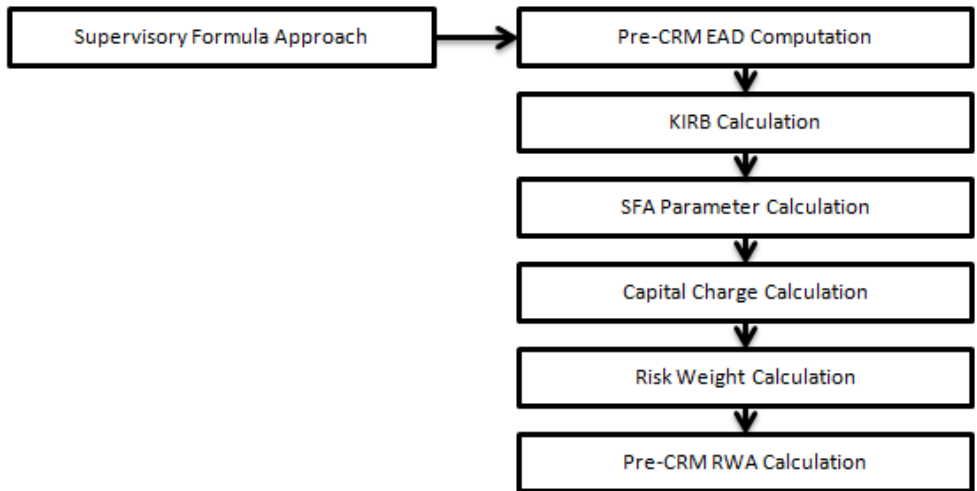 Supervisory Formula Approach
Pre-CRM EAD Computation
KIRB Calculation
SFA Parameter Calculation
Capital Charge Calculation
Risk Weight Calculation
Pre-CRM RWA Calculation